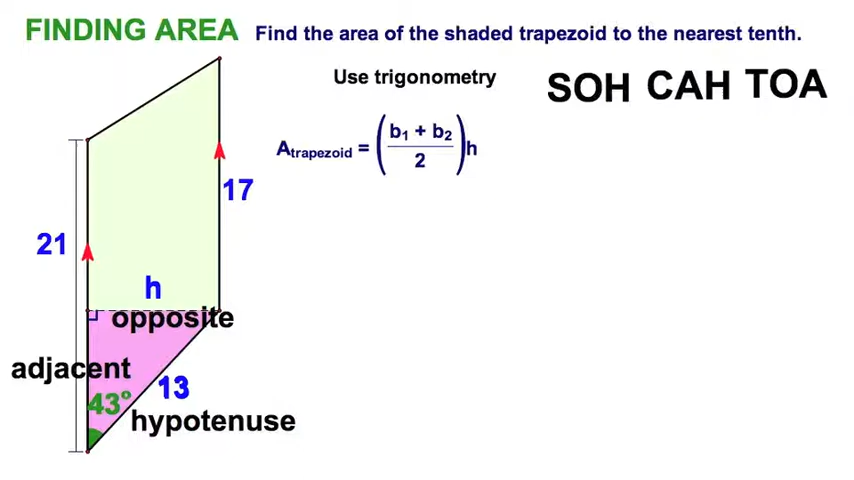 FINDING AREA Find the area of the shaded trapezoid to the nearest tenth.
Use trigonometry
SOH CAH TOA
A trapezoid = (b₁ + b₂ / 2) h
17
21
h
opposite
adjacent
13
43°
hypotenuse